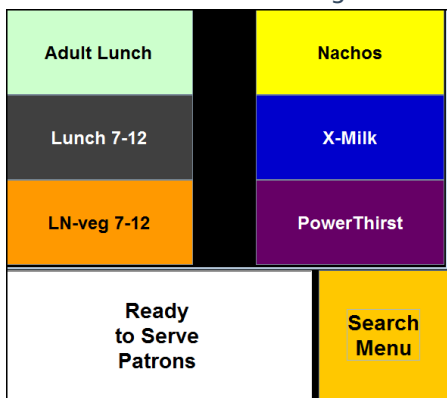 Adult Lunch
Nachos
Lunch 7-12
X-Milk
LN-veg 7-12
PowerThirst
Ready
to Serve
Patrons
Search
Menu